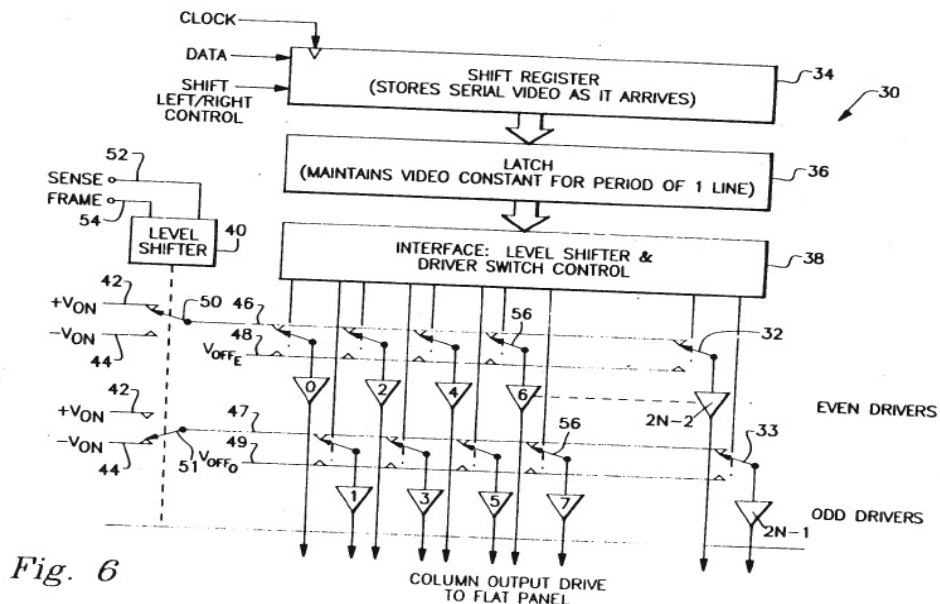 CLOCK
DATA
SHIFT
LEFT/RIGHT
CONTROL
SHIFT REGISTER
(STORES SERIAL VIDEO AS IT ARRIVES)
34
30
LATCH
(MAINTAINS VIDEO CONSTANT FOR PERIOD OF 1 LINE)
36
52
SENSE
FRAME
54
LEVEL
SHIFTER
40
INTERFACE: LEVEL SHIFTER &
DRIVER SWITCH CONTROL
38
42
+VON
50
46
56
32
-VON
44
48
VOFFE
0
2
4
6
2N-2
EVEN DRIVERS
42
+VON
47
56
33
-VON
44
51
49
VOFFO
1
3
5
7
2N-1
ODD DRIVERS
Fig. 6
COLUMN OUTPUT DRIVE
TO FLAT PANEL